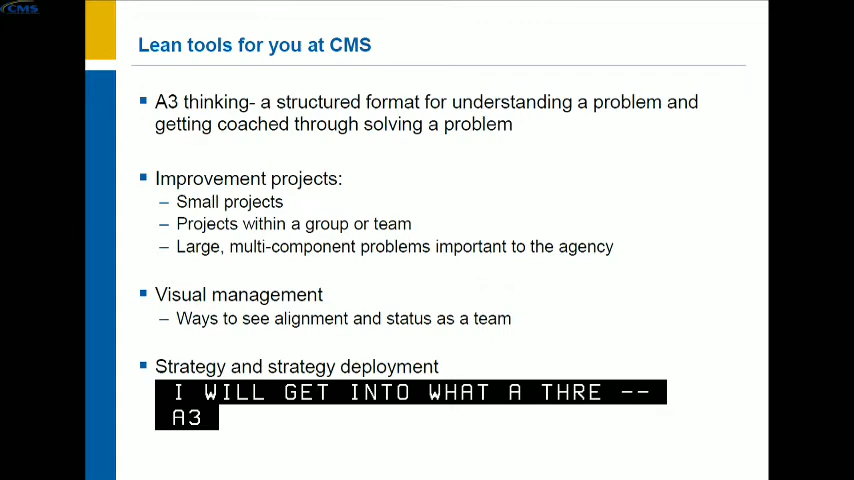 CMS
Lean tools for you at CMS
▪ A3 thinking- a structured format for understanding a problem and
getting coached through solving a problem
▪ Improvement projects:
– Small projects
– Projects within a group or team
– Large, multi-component problems important to the agency
▪ Visual management
– Ways to see alignment and status as a team
▪ Strategy and strategy deployment
I WILL GET INTO WHAT A THRE --
A3